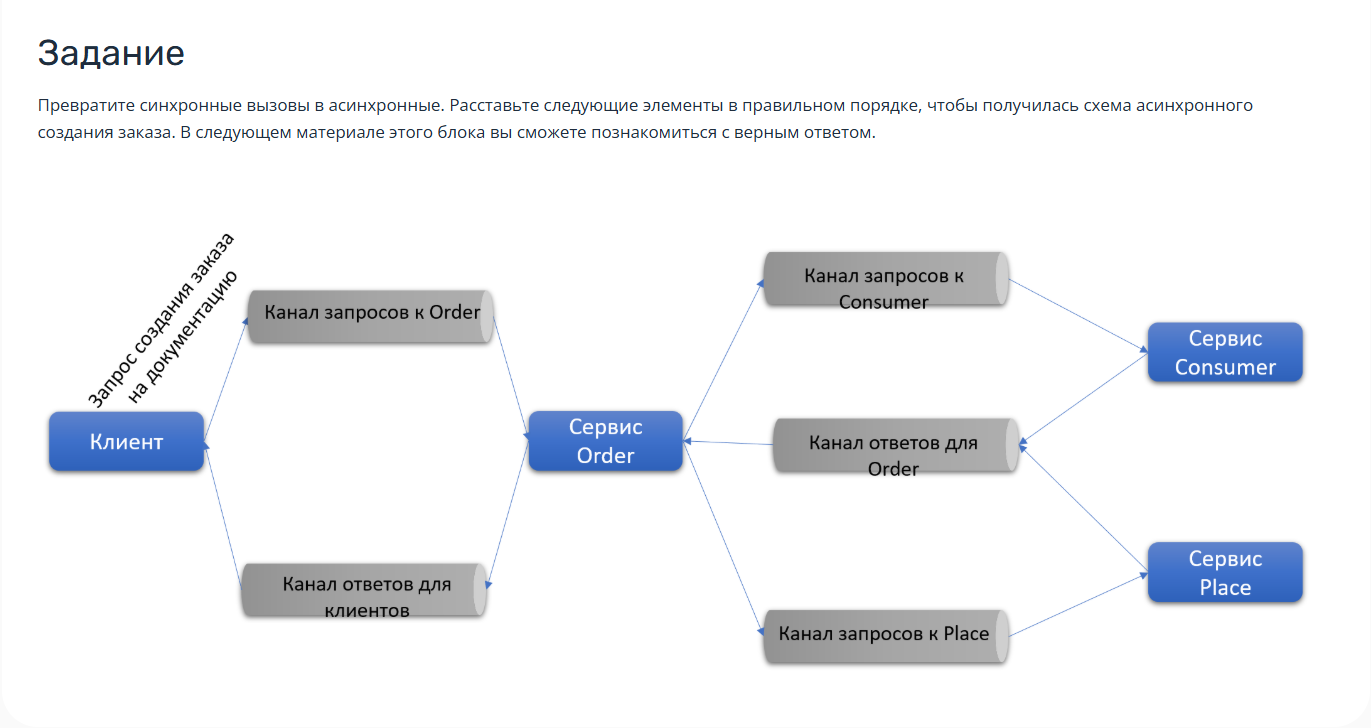 Задание
Превратите синхронные вызовы в асинхронные. Расставьте следующие элементы в правильном порядке, чтобы получилась схема асинхронного
создания заказа. В следующем материале этого блока вы сможете познакомиться с верным ответом.
Запрос создания заказа
на документацию
Канал запросов к Order
Канал запросов к
Consumer
Сервис
Consumer
Клиент
Сервис
Order
Канал ответов для
Order
Канал ответов для
клиентов
Сервис
Place
Канал запросов к Place